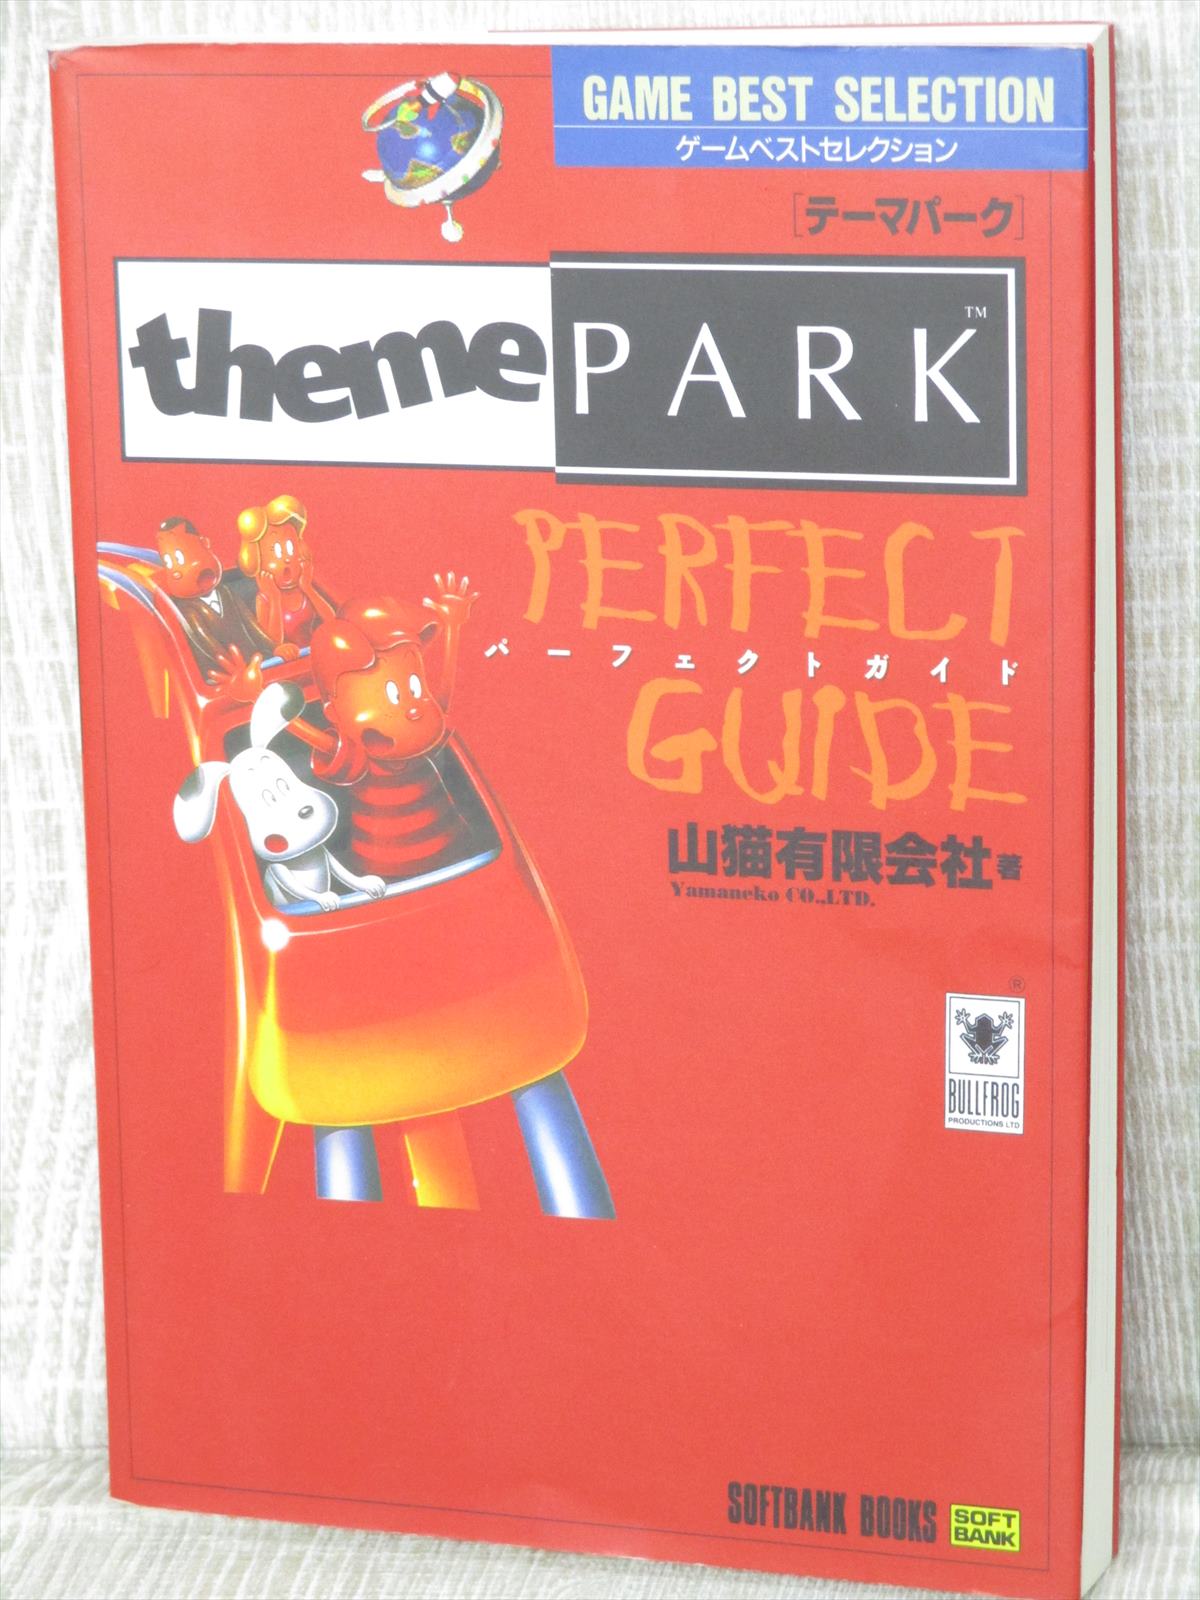 GAME BEST SELECTION
ゲームベストセレクション
[テーマパーク]
theme PARK™
PERFECT
パーフェクトガイド
GUIDE
山猫有限会社 著
Yamaneko CO.,LTD.
®
BULLFROG
PRODUCTIONS LTD
SOFTBANK BOOKS
SOFT
BANK